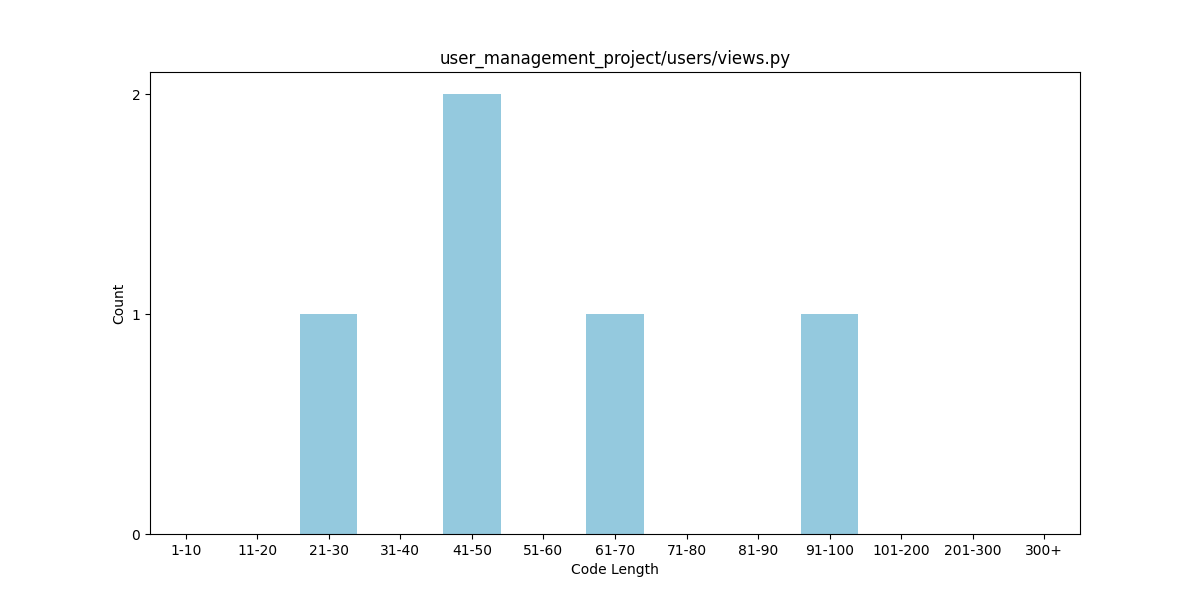 user_management_project/users/views.py
2
1
0
Count
1-10 11-20 21-30 31-40 41-50 51-60 61-70 71-80 81-90 91-100 101-200 201-300 300+
Code Length